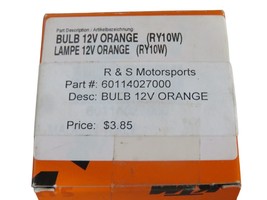 Part Description / Artikelbezeichnung:
BULB 12V ORANGE (RY10W)
LAMPE 12V ORANGE (RY10W)
R & S Motorsports
Part #: 60114027000
Desc: BULB 12V ORANGE
Price: $3.85
KTM